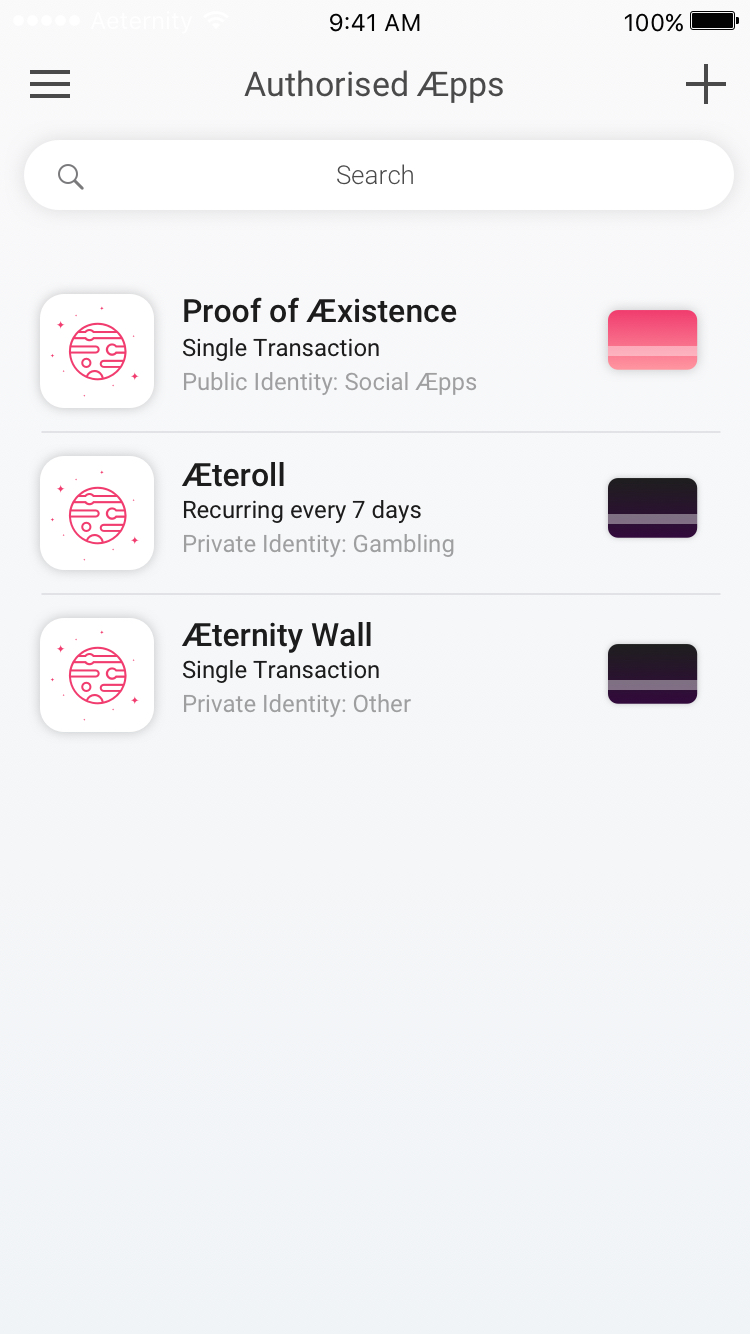 Aeternity 9:41 AM 100%
Authorised Æpps
Search
Proof of Æxistence
Single Transaction
Public Identity: Social Æpps
Æteroll
Recurring every 7 days
Private Identity: Gambling
Æternity Wall
Single Transaction
Private Identity: Other